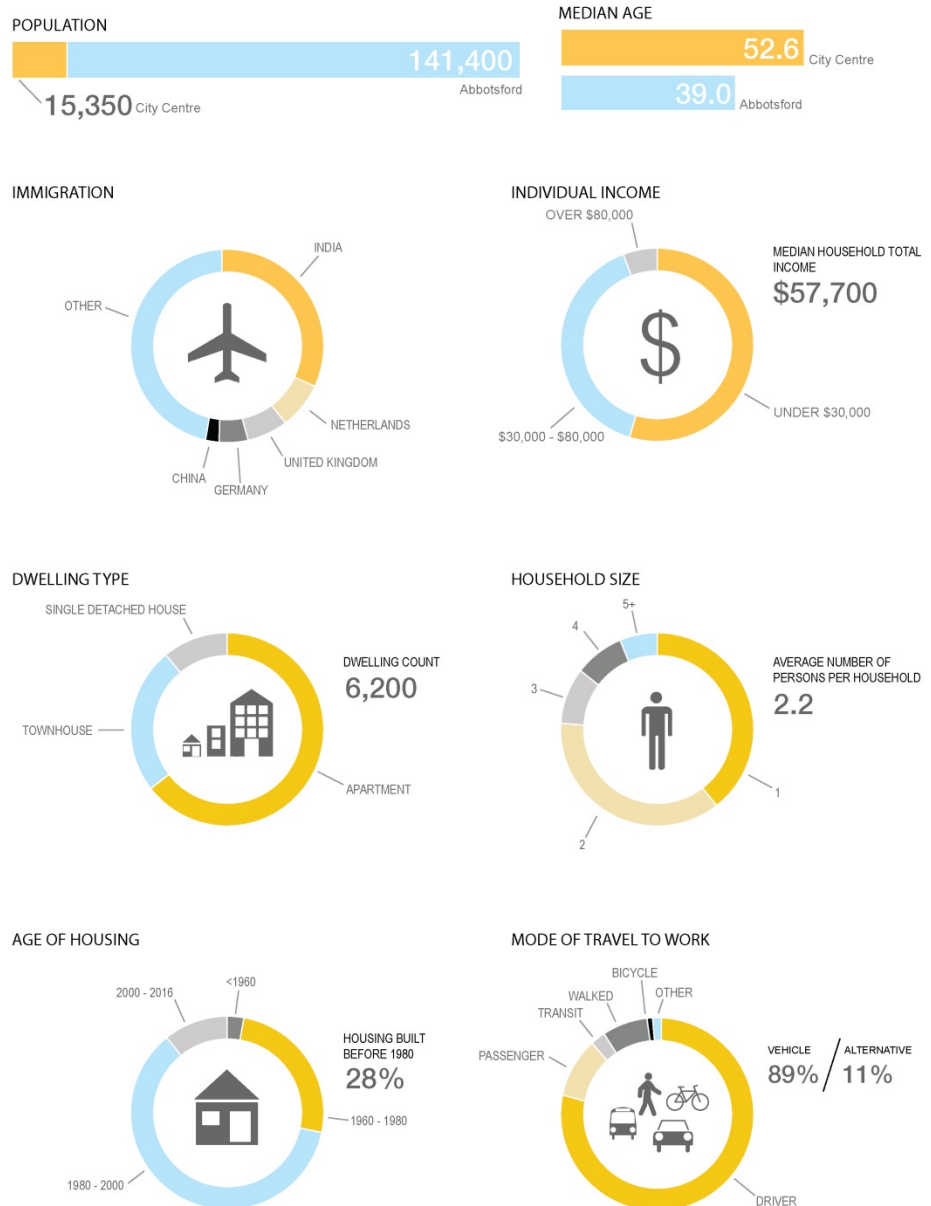 POPULATION
141,400
Abbotsford
15,350 City Centre
MEDIAN AGE
52.6 City Centre
39.0 Abbotsford
IMMIGRATION
INDIA
OTHER
NETHERLANDS
UNITED KINGDOM
CHINA
GERMANY
INDIVIDUAL INCOME
OVER $80,000
MEDIAN HOUSEHOLD TOTAL
INCOME
$57,700
$
UNDER $30,000
$30,000 - $80,000
DWELLING TYPE
SINGLE DETACHED HOUSE
DWELLING COUNT
6,200
TOWNHOUSE
APARTMENT
HOUSEHOLD SIZE
5+
4
3
AVERAGE NUMBER OF
PERSONS PER HOUSEHOLD
2.2
1
2
AGE OF HOUSING
<1960
2000 - 2016
HOUSING BUILT
BEFORE 1980
28%
1960 - 1980
1980 - 2000
MODE OF TRAVEL TO WORK
BICYCLE
WALKED
OTHER
TRANSIT
PASSENGER
VEHICLE / ALTERNATIVE
89% / 11%
DRIVER